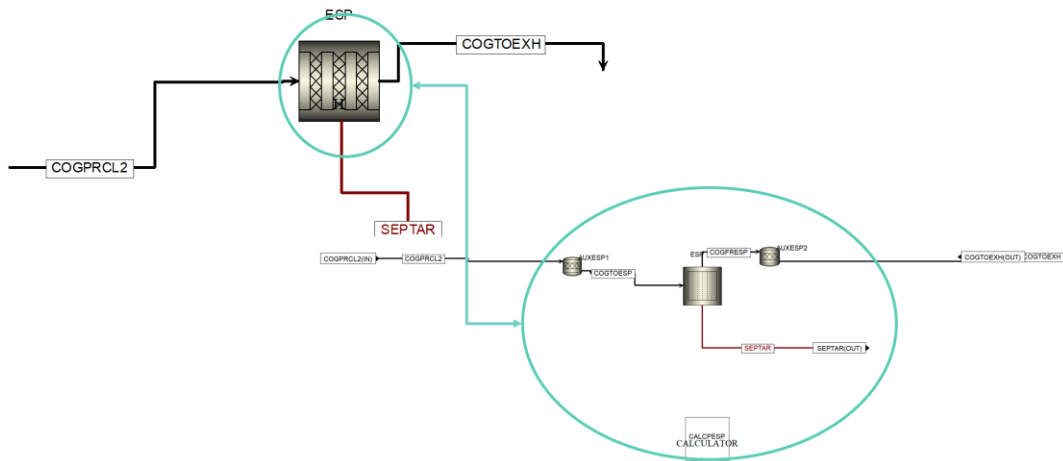 ESP
COGTOEXH
H
COGPRCL2
SEPTAR
COGPRCL2(IN)
COGPRCL2
AUXESP1
COGTOESP
ESP
COGFRESP
AUXESP2
COGTOEXH(OUT)
COGTOEXH
SEPTAR
SEPTAR(OUT)
CALCPESP
CALCULATOR